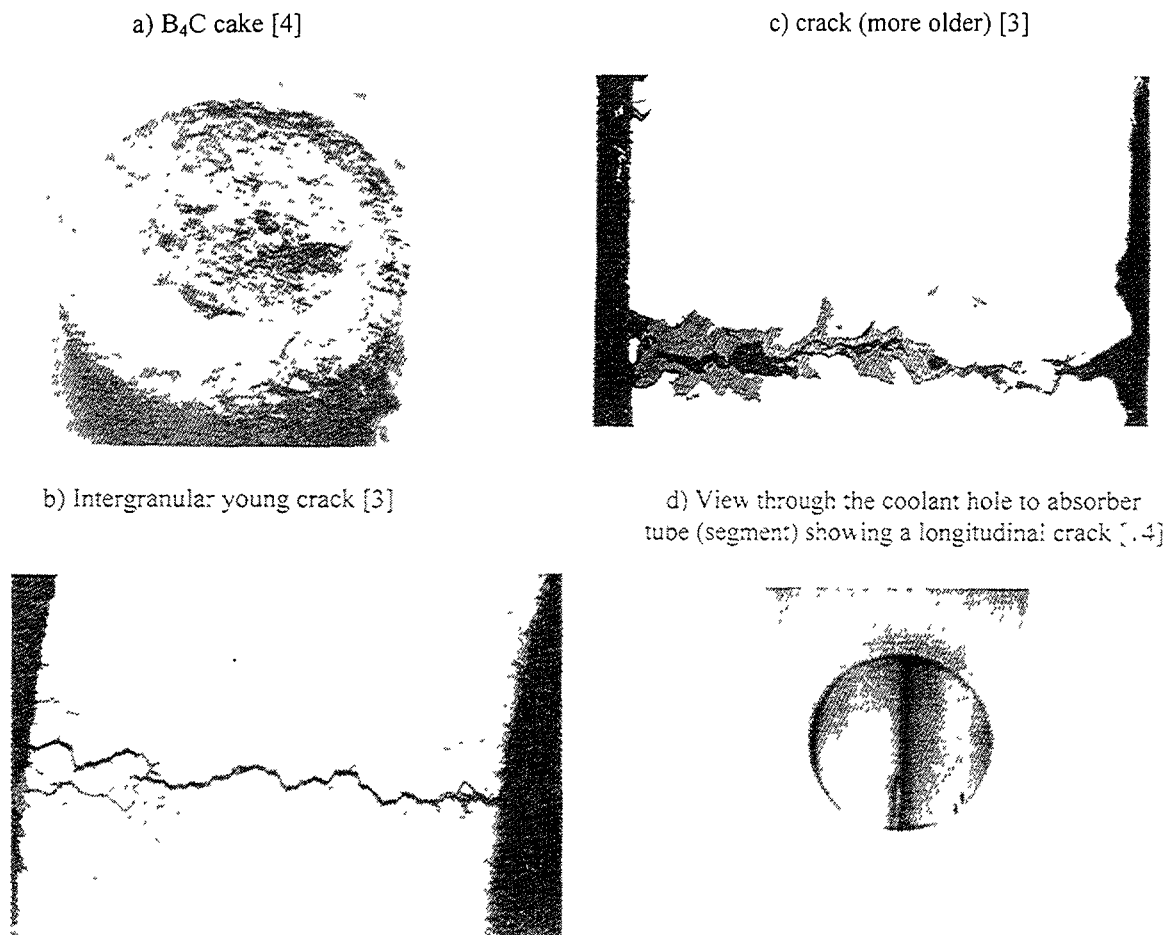 a) B₄C cake [4]
c) crack (more older) [3]
b) Intergranular young crack [3]
d) View through the coolant hole to absorber
tube (segment) showing a longitudinal crack